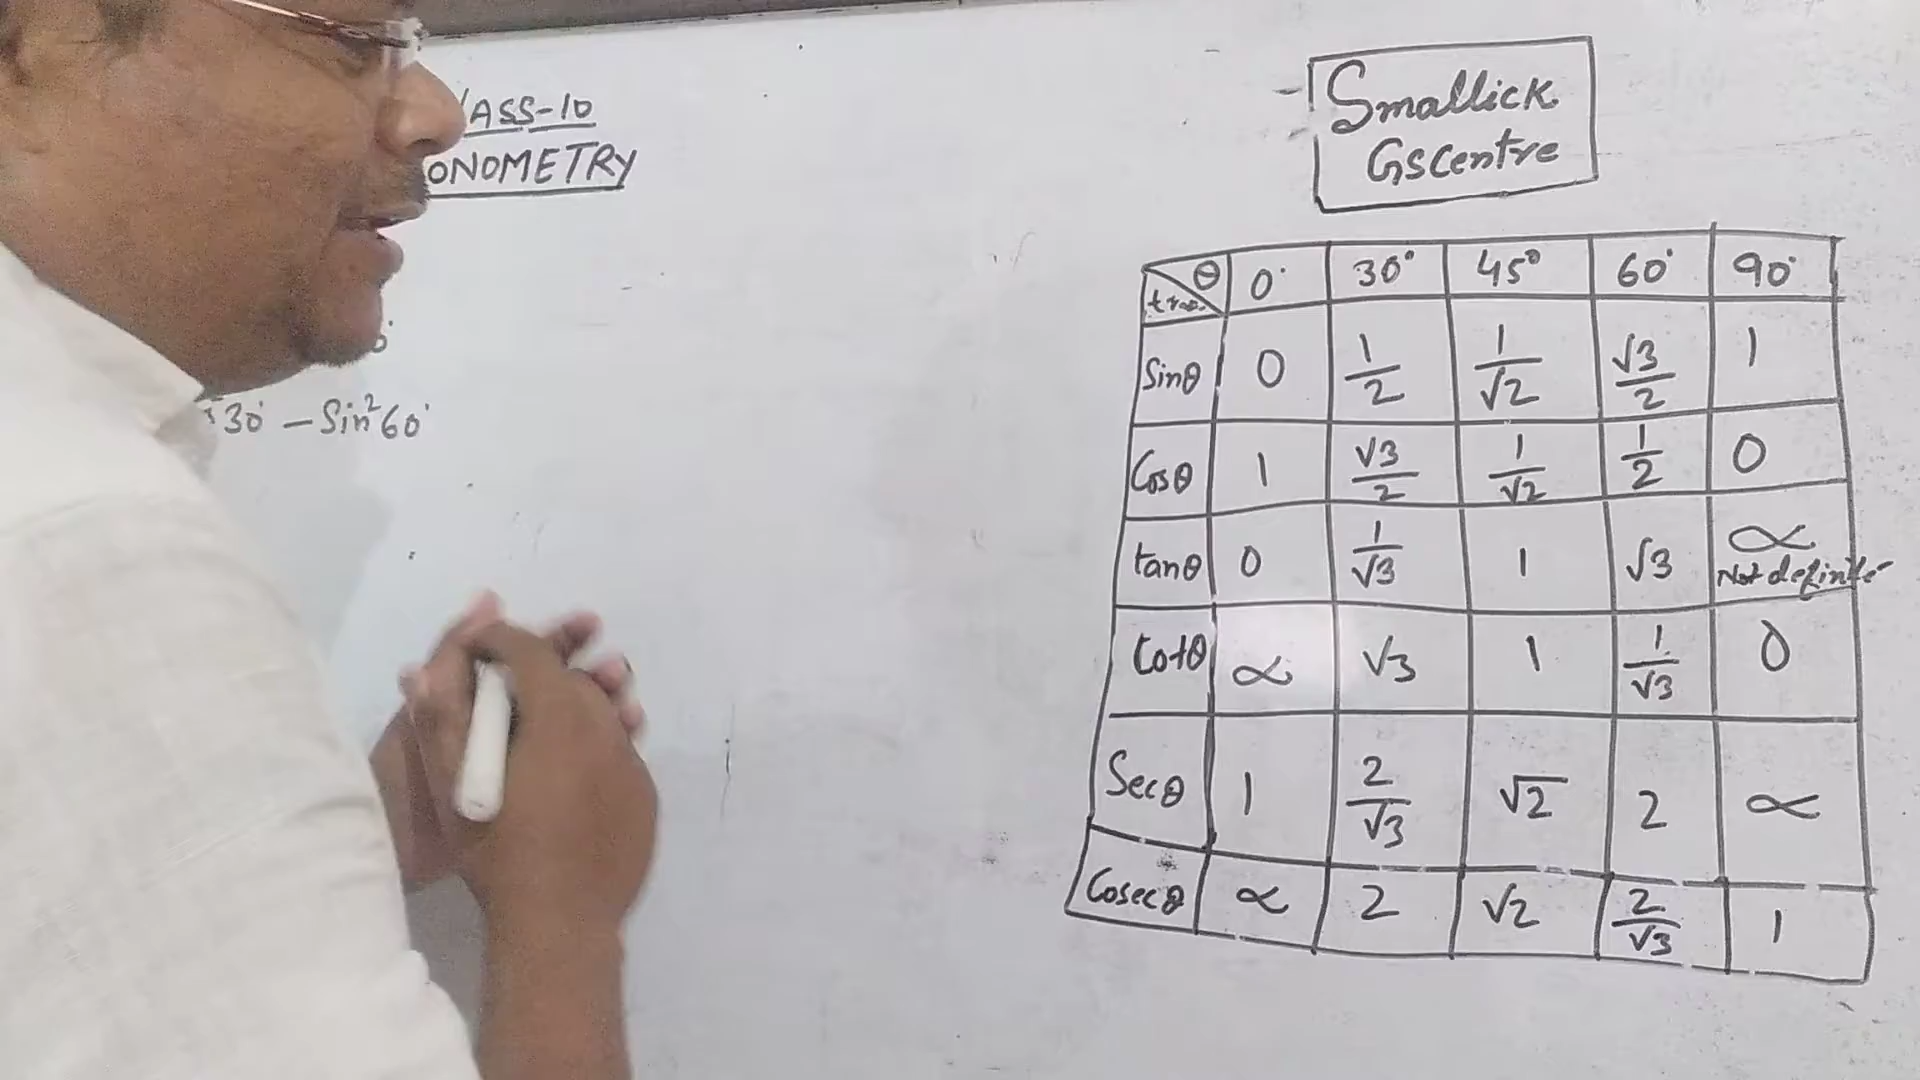 ASS-10
ONOMETRY
30° – Sin²60°
Smallick
GSCentre
θ 0° 30° 45° 60° 90°
Sinθ 0 1/2 1/√2 √3/2 1
Cosθ 1 √3/2 1/√2 1/2 0
tanθ 0 1/√3 1 √3 ∝
Not definite
Cotθ ∝ √3 1 1/√3 0
Secθ 1 2/√3 √2 2 ∝
Cosecθ ∝ 2 √2 2/√3 1